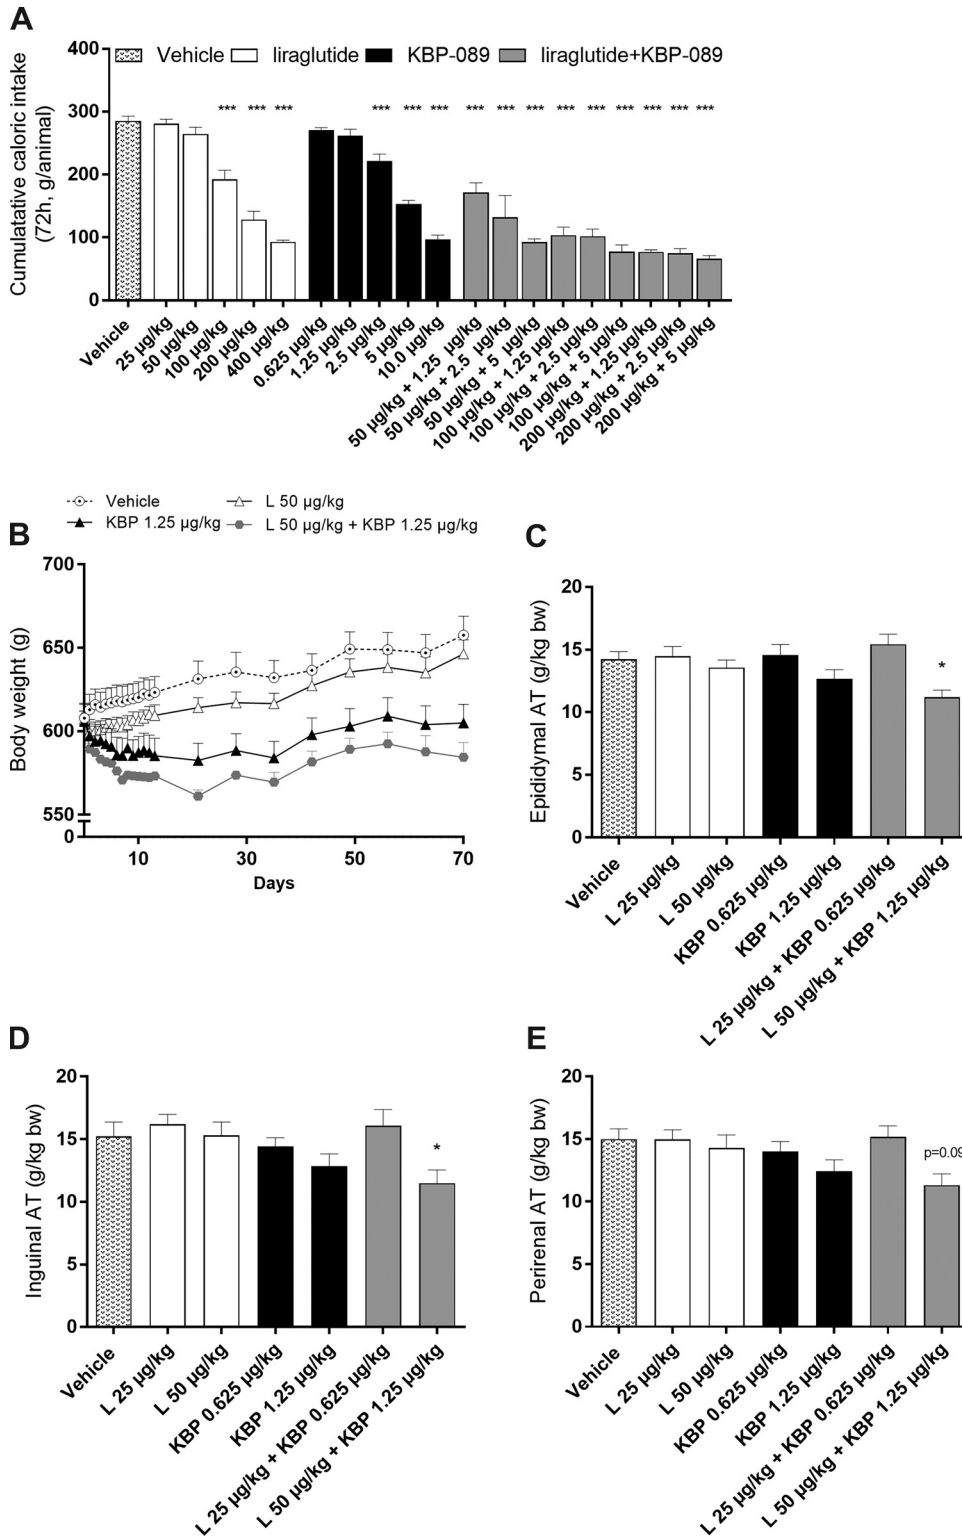 A
Cumulatative caloric intake
(72h, g/animal)
400
300
200
100
0
Vehicle
liraglutide
KBP-089
liraglutide+KBP-089
*** *** *** *** *** *** *** *** *** *** *** *** *** *** ***
Vehicle
25 µg/kg
50 µg/kg
100 µg/kg
200 µg/kg
400 µg/kg
0.625 µg/kg
1.25 µg/kg
2.5 µg/kg
5 µg/kg
10.0 µg/kg
50 µg/kg + 1.25 µg/kg
50 µg/kg + 2.5 µg/kg
50 µg/kg + 5 µg/kg
100 µg/kg + 1.25 µg/kg
100 µg/kg + 2.5 µg/kg
100 µg/kg + 5 µg/kg
200 µg/kg + 1.25 µg/kg
200 µg/kg + 2.5 µg/kg
200 µg/kg + 5 µg/kg
Vehicle
L 50 µg/kg
KBP 1.25 µg/kg
L 50 µg/kg + KBP 1.25 µg/kg
B
Body weight (g)
700
650
600
550
0
10 30 50 70
Days
C
Epididymal AT (g/kg bw)
20
15
10
5
0
*
Vehicle
L 25 µg/kg
L 50 µg/kg
KBP 0.625 µg/kg
KBP 1.25 µg/kg
L 25 µg/kg + KBP 0.625 µg/kg
L 50 µg/kg + KBP 1.25 µg/kg
D
Inguinal AT (g/kg bw)
20
15
10
5
0
*
Vehicle
L 25 µg/kg
L 50 µg/kg
KBP 0.625 µg/kg
KBP 1.25 µg/kg
L 25 µg/kg + KBP 0.625 µg/kg
L 50 µg/kg + KBP 1.25 µg/kg
E
Perirenal AT (g/kg bw)
20
15
10
5
0
p=0.09
Vehicle
L 25 µg/kg
L 50 µg/kg
KBP 0.625 µg/kg
KBP 1.25 µg/kg
L 25 µg/kg + KBP 0.625 µg/kg
L 50 µg/kg + KBP 1.25 µg/kg